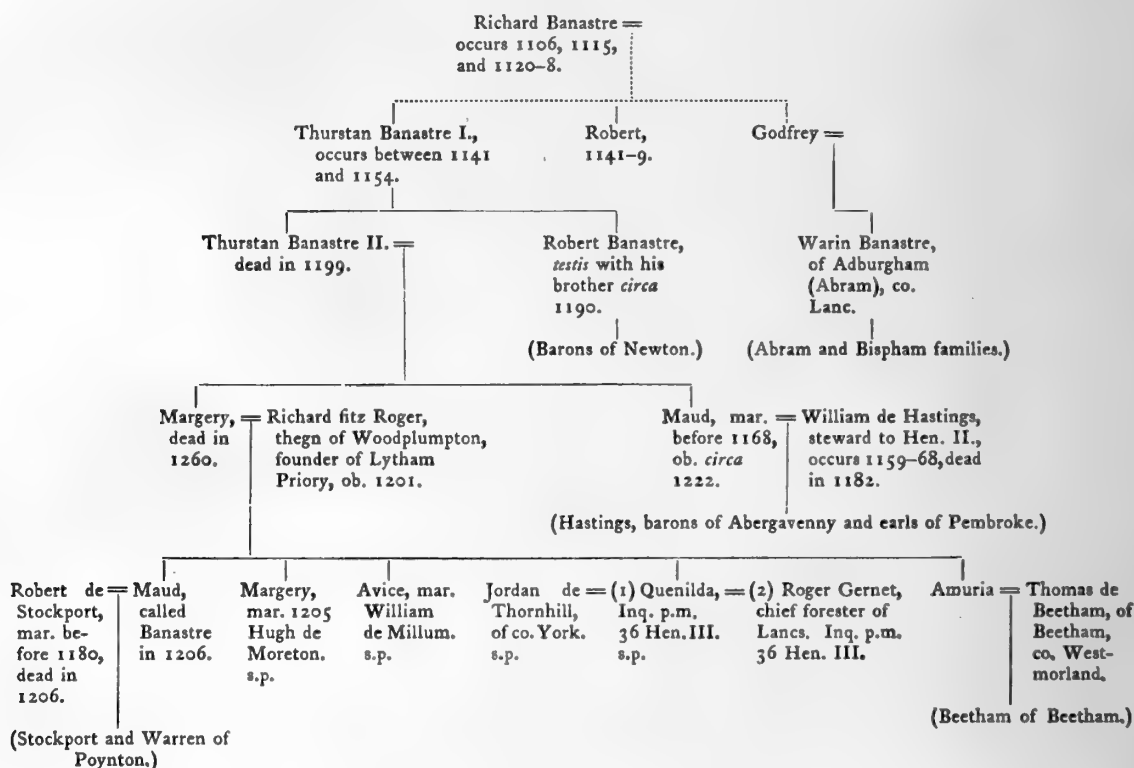 Richard Banastre =
occurs 1106, 1115,
and 1120–8.
Thurstan Banastre I.,
occurs between 1141
and 1154.
Robert,
1141–9.
Godfrey =
Thurstan Banastre II. =
dead in 1199.
Robert Banastre,
testis with his
brother circa
1190.
(Barons of Newton.)
Warin Banastre,
of Adburgham
(Abram), co.
Lanc.
(Abram and Bispham families.)
Margery, =
dead in
1260.
Richard fitz Roger,
thegn of Woodplumpton,
founder of Lytham
Priory, ob. 1201.
Maud, mar. =
before 1168,
ob. circa
1222.
William de Hastings,
steward to Hen. II.,
occurs 1159–68, dead
in 1182.
(Hastings, barons of Abergavenny and earls of Pembroke.)
Robert de =
Stockport,
mar. be-
fore 1180,
dead in
1206.
Maud,
called
Banastre
in 1206.
(Stockport and Warren of
Poynton.)
Margery,
mar. 1205
Hugh de
Moreton.
s.p.
Avice, mar.
William
de Millum.
s.p.
Jordan de =
Thornhill,
of co. York.
s.p.
(1) Quenilda, =
Inq. p.m.
36 Hen. III.
s.p.
(2) Roger Gernet,
chief forester of
Lancs. Inq. p.m.
36 Hen. III.
Amuria =
Thomas de
Beetham, of
Beetham,
co. West-
morland.
(Beetham of Beetham.)